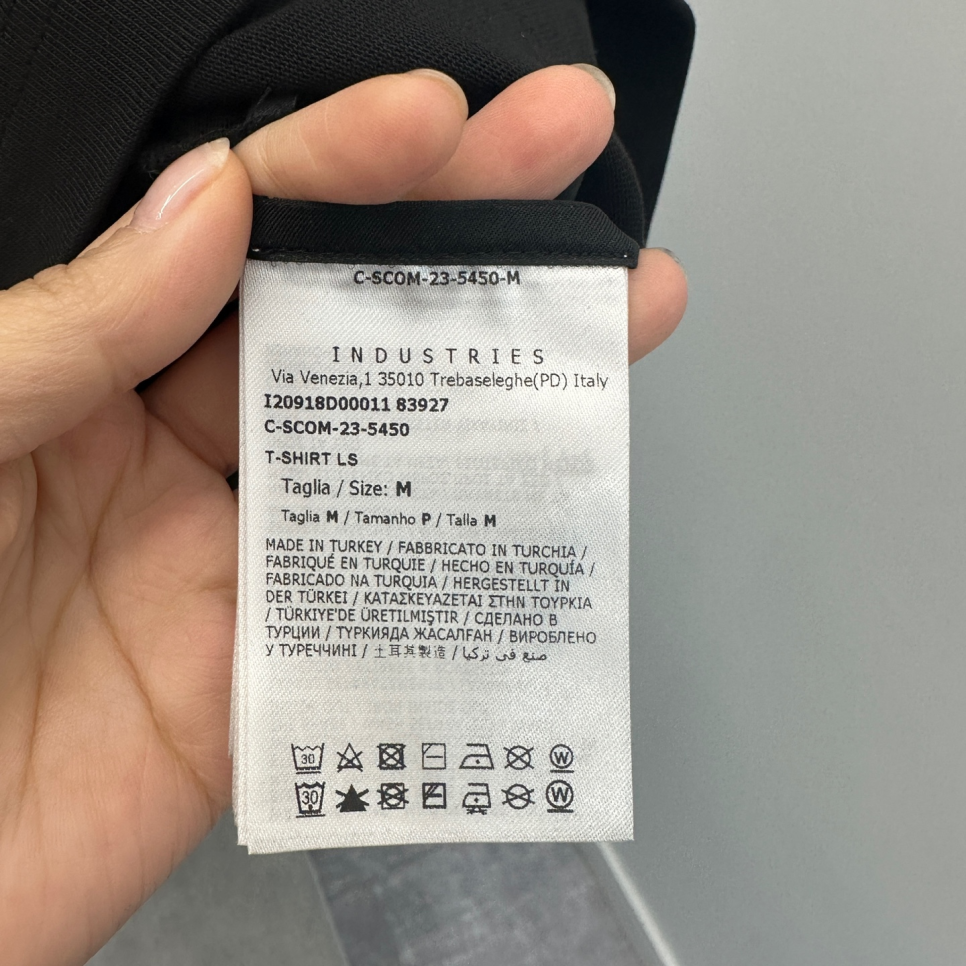 C-SCOM-23-5450-M
INDUSTRIES
Via Venezia,1 35010 Trebaseleghe(PD) Italy
I20918D00011 83927
C-SCOM-23-5450
T-SHIRT LS
Taglia / Size: M
Taglia M / Tamanho P / Talla M
MADE IN TURKEY / FABBRICATO IN TURCHIA /
FABRIQUÉ EN TURQUIE / HECHO EN TURQUÍA /
FABRICADO NA TURQUIA / HERGESTELLT IN
DER TÜRKEI / ΚΑΤΑΣΚΕΥΑΖΕΤΑΙ ΣΤΗΝ ΤΟΥΡΚΙΑ
/ TÜRKİYE'DE ÜRETİLMİŞTİR / СДЕЛАНО В
ТУРЦИИ / ТҮРКИЯДА ЖАСАЛҒАН / ВИРОБЛЕНО
У ТУРЕЧЧИНІ / 土耳其製造 / صنع في تركيا
30 W
30 W